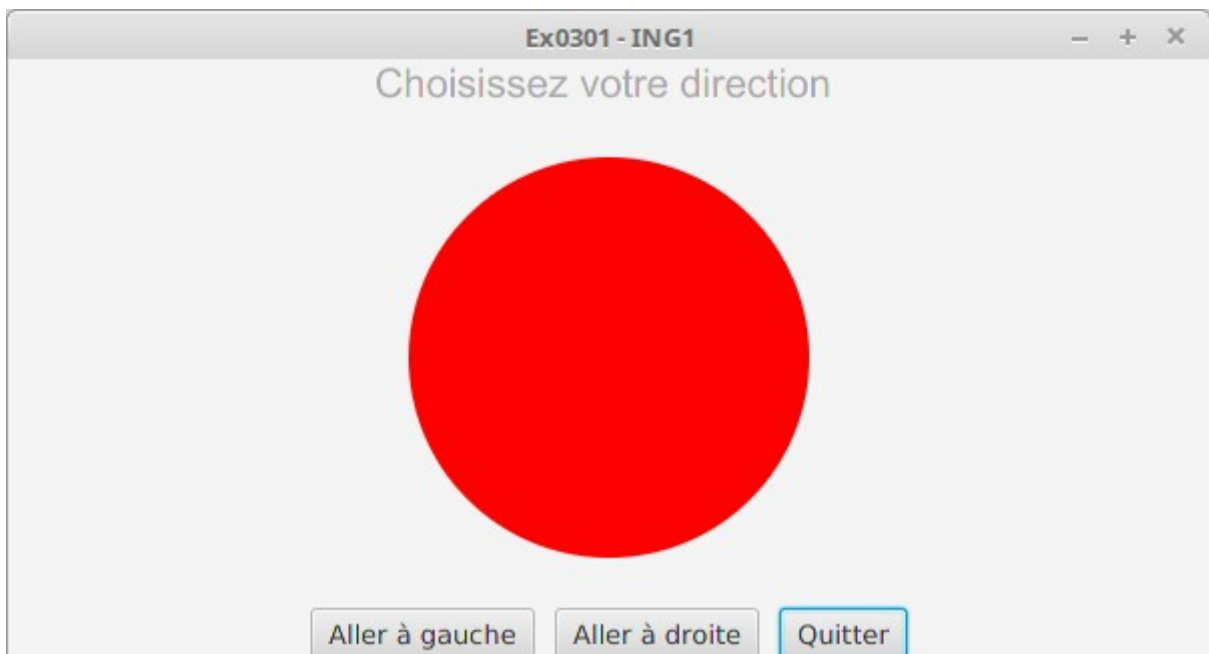 Ex0301 - ING1
Choisissez votre direction
Aller à gauche Aller à droite Quitter